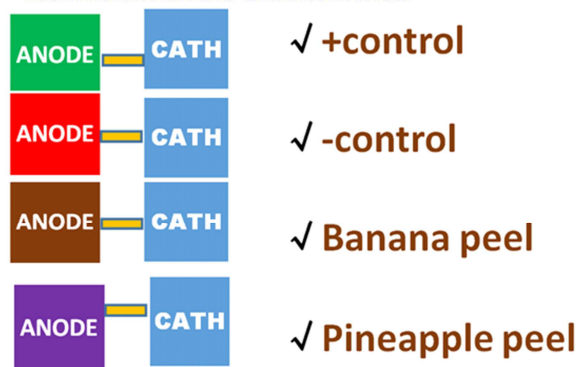 ANODE CATH √ +control
ANODE CATH √ -control
ANODE CATH √ Banana peel
ANODE CATH √ Pineapple peel